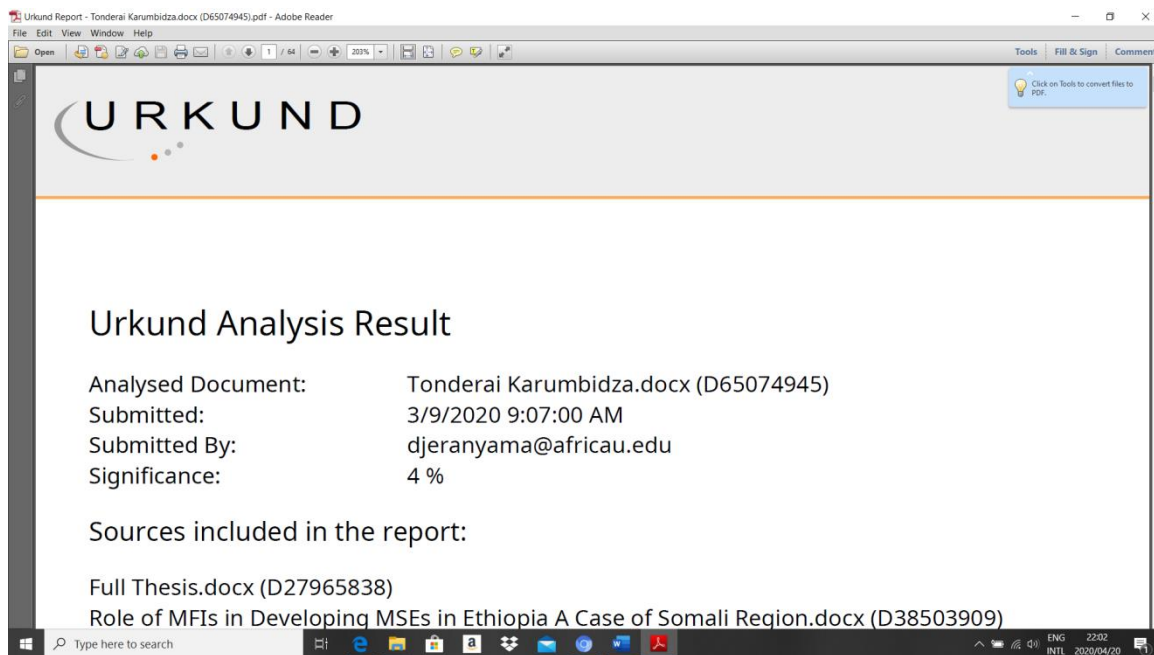 Urkund Report - Tonderai Karumbidza.docx (D65074945).pdf - Adobe Reader
File Edit View Window Help
Open 1 / 64 203% Tools Fill & Sign Commen
Click on Tools to convert files to
PDF.
URKUND
Urkund Analysis Result
Analysed Document: Tonderai Karumbidza.docx (D65074945)
Submitted: 3/9/2020 9:07:00 AM
Submitted By: djeranyama@africau.edu
Significance: 4 %
Sources included in the report:
Full Thesis.docx (D27965838)
Role of MFIs in Developing MSEs in Ethiopia A Case of Somali Region.docx (D38503909)
Type here to search
ENG 22:02
INTL 2020/04/20